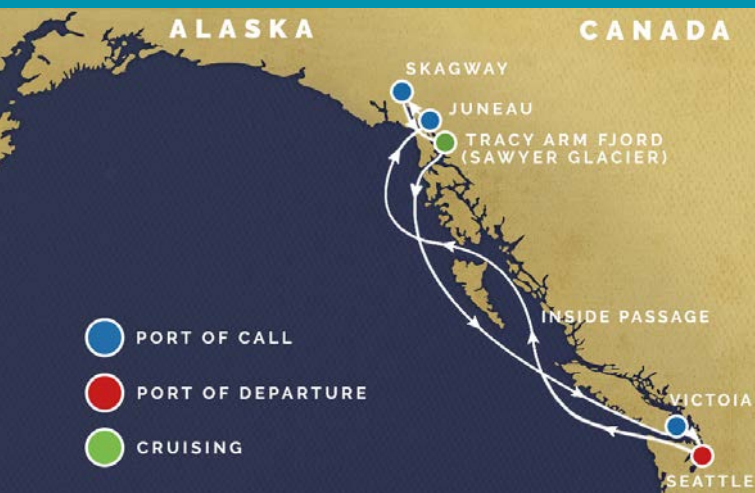 ALASKA
CANADA
SKAGWAY
JUNEAU
TRACY ARM FJORD
(SAWYER GLACIER)
INSIDE PASSAGE
PORT OF CALL
PORT OF DEPARTURE
CRUISING
VICTOIA
SEATTLE